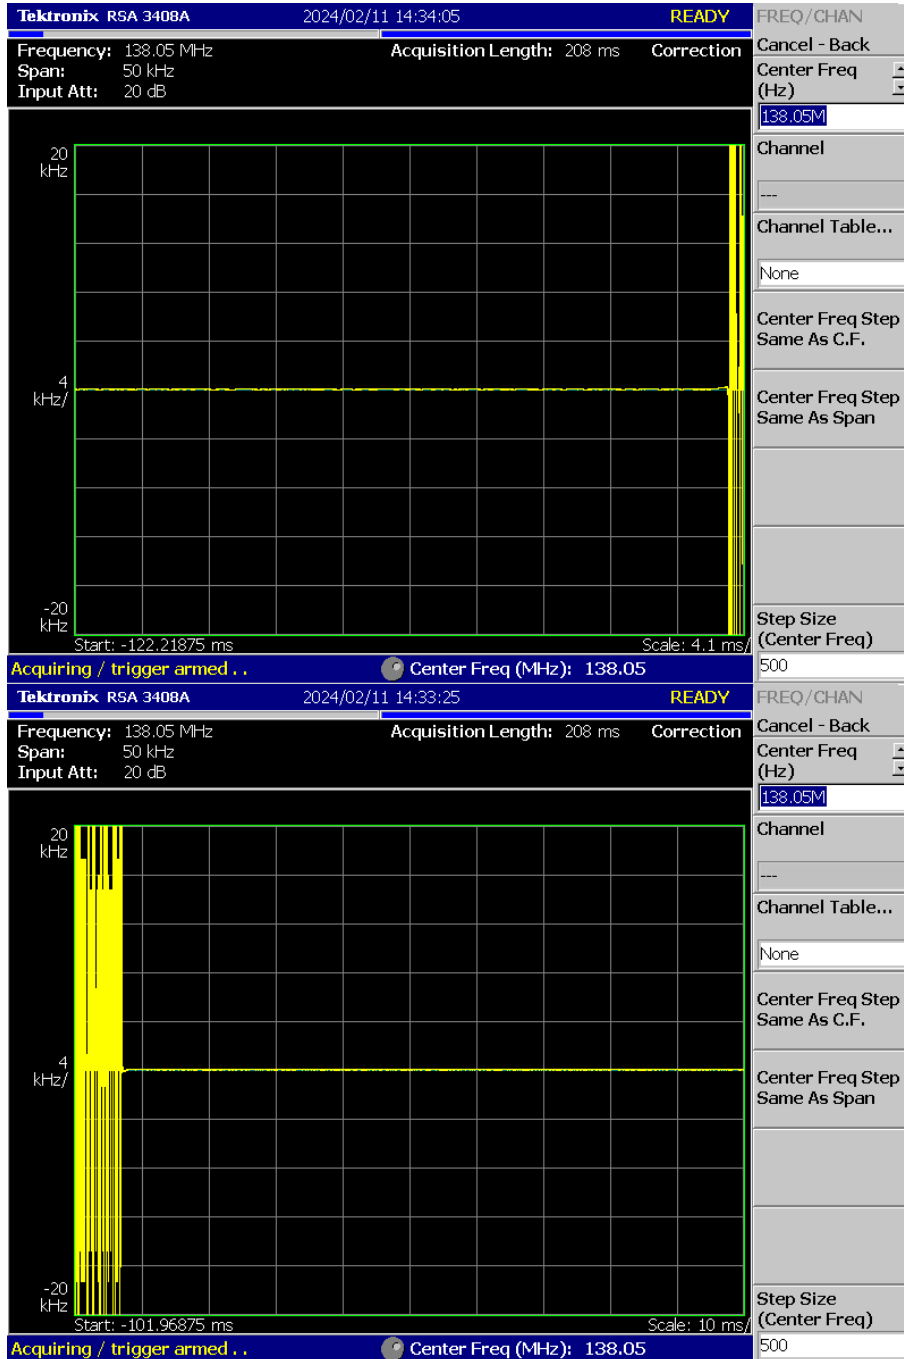 Tektronix RSA 3408A 2024/02/11 14:34:05 READY FREQ/CHAN
Frequency: 138.05 MHz Acquisition Length: 208 ms Correction
Span: 50 kHz
Input Att: 20 dB
Cancel - Back
Center Freq
(Hz)
138.05M
Channel
---
Channel Table...
None
Center Freq Step
Same As C.F.
Center Freq Step
Same As Span
Step Size
(Center Freq)
500
20
kHz
4
kHz/
-20
kHz
Start: -122.21875 ms Scale: 4.1 ms/
Acquiring / trigger armed . . Center Freq (MHz): 138.05
Tektronix RSA 3408A 2024/02/11 14:33:25 READY FREQ/CHAN
Frequency: 138.05 MHz Acquisition Length: 208 ms Correction
Span: 50 kHz
Input Att: 20 dB
Cancel - Back
Center Freq
(Hz)
138.05M
Channel
---
Channel Table...
None
Center Freq Step
Same As C.F.
Center Freq Step
Same As Span
Step Size
(Center Freq)
500
20
kHz
4
kHz/
-20
kHz
Start: -101.96875 ms Scale: 10 ms/
Acquiring / trigger armed . . Center Freq (MHz): 138.05